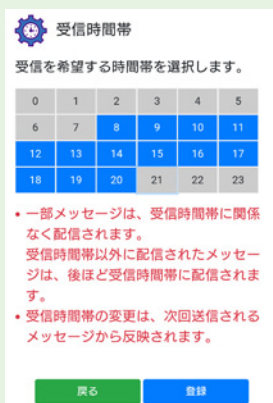 受信時間帯
受信を希望する時間帯を選択します。
0 1 2 3 4 5
6 7 8 9 10 11
12 13 14 15 16 17
18 19 20 21 22 23
• 一部メッセージは、受信時間帯に関係
なく配信されます。
受信時間帯以外に配信されたメッセー
ジは、後ほど受信時間帯に配信されま
す。
• 受信時間帯の変更は、次回送信される
メッセージから反映されます。
戻る 登録